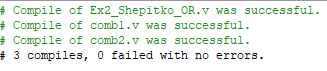 # Compile of Ex2_Shepitko_OR.v was successful.
# Compile of comb1.v was successful.
# Compile of comb2.v was successful.
# 3 compiles, 0 failed with no errors.